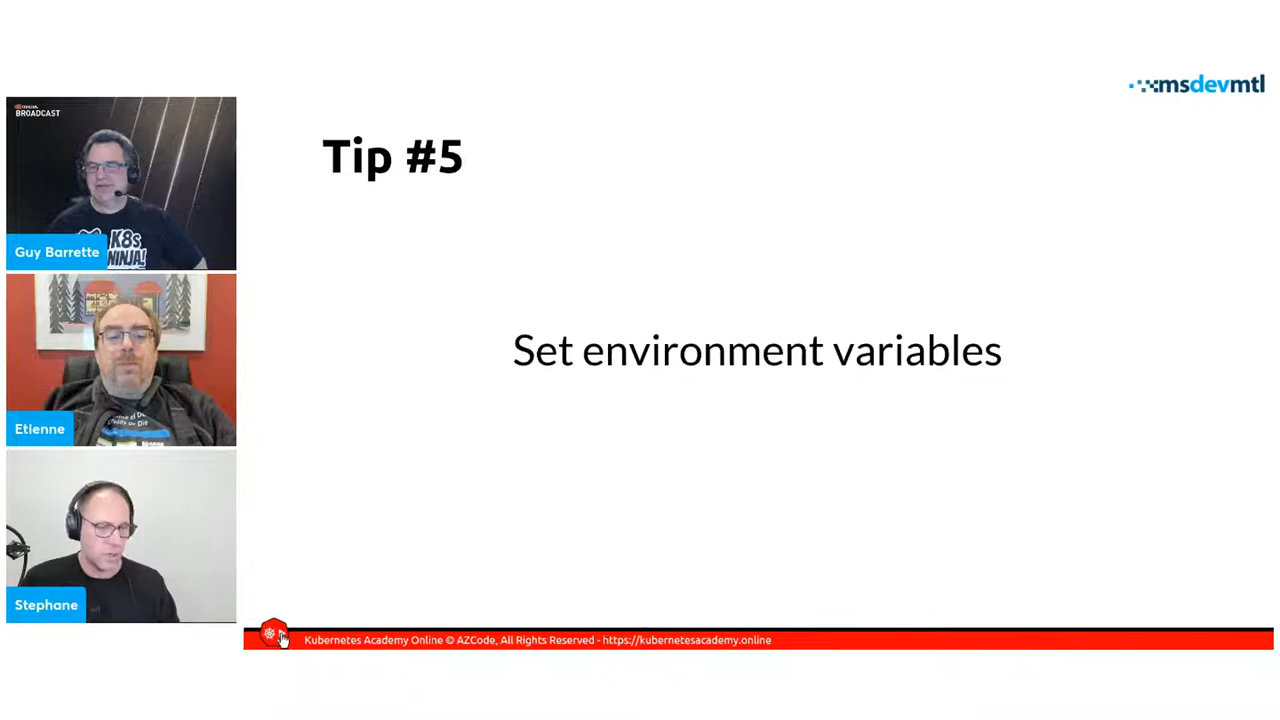 msdevmtl
BROADCAST
Tip #5
K8s
NINJA!
Guy Barrette
Set environment variables
Etienne
Stephane
Kubernetes Academy Online © AZCode, All Rights Reserved - https://kubernetesacademy.online